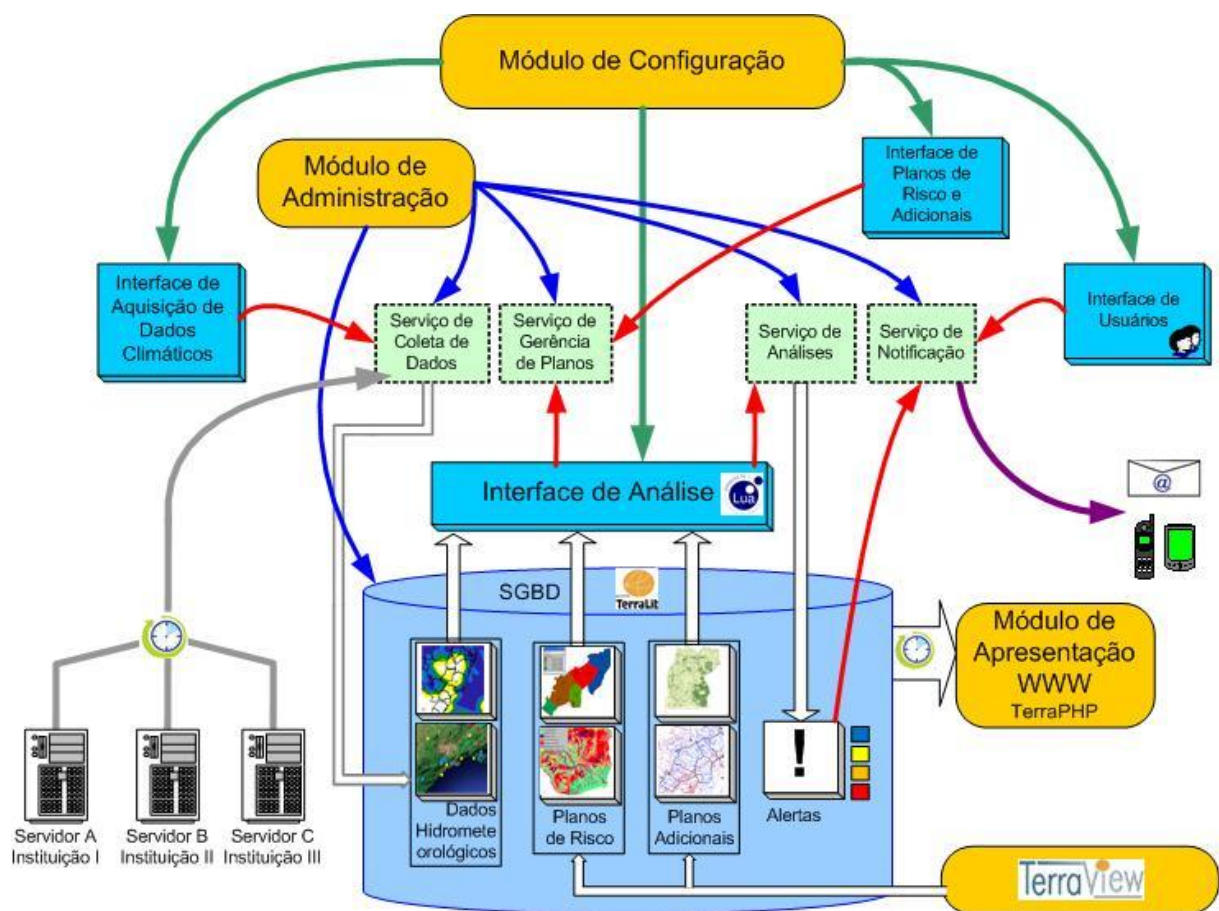 Módulo de Configuração
Módulo de
Administração
Interface de
Planos de
Risco e
Adicionais
Interface de
Aquisição de
Dados
Climáticos
Serviço de
Coleta de
Dados
Serviço de
Gerência
de Planos
Serviço de
Análises
Serviço de
Notificação
Interface de
Usuários
Interface de Análise
Lua
@
SGBD
TerraLit
Módulo de
Apresentação
WWW
TerraPHP
!
Dados
Hidromete
orológicos
Planos
de Risco
Planos
Adicionais
Alertas
Servidor A
Instituição I
Servidor B
Instituição II
Servidor C
Instituição III
TerraView